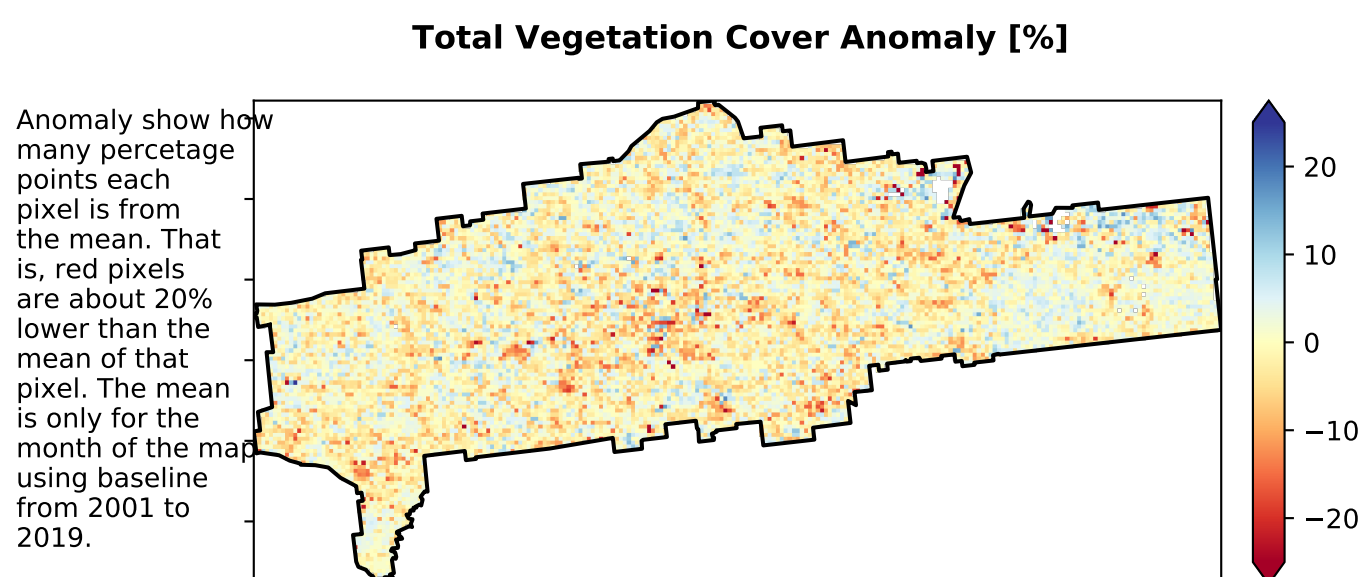 Total Vegetation Cover Anomaly [%]
Anomaly show how
many percetage
points each
pixel is from
the mean. That
is, red pixels
are about 20%
lower than the
mean of that
pixel. The mean
is only for the
month of the map
using baseline
from 2001 to
2019.
20
10
0
−10
−20